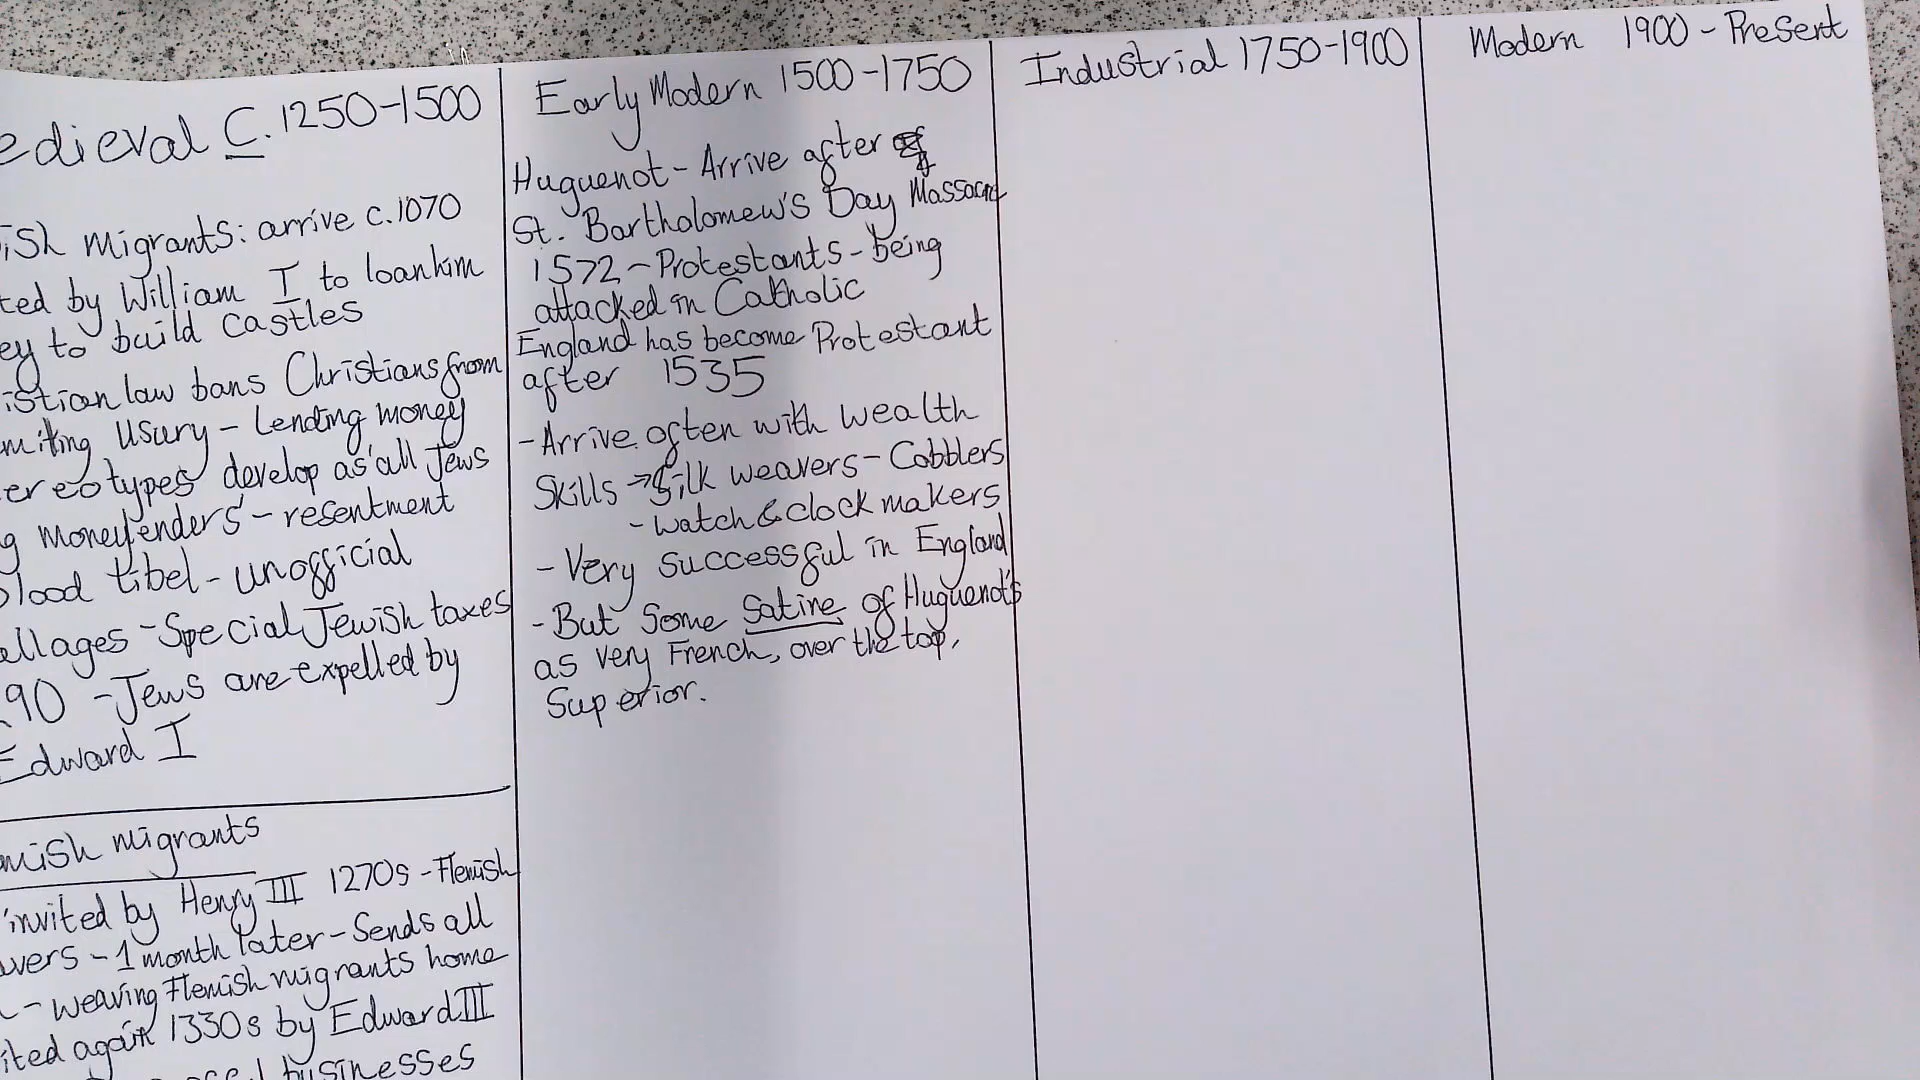 edieval C. 1250-1500
ish migrants: arrive c.1070
ted by William I to loan him
ey to build castles
istian law bans Christians from
miting Usury - Lending money
ereotypes develop as 'all Jews
g moneylenders' - resentment
lood libel - unofficial
allages - Special Jewish taxes
90 - Jews are expelled by
Edward I
mish migrants
invited by Henry III 1270s - Flemish
avers - 1 month later - Sends all
- weaving Flemish migrants home
ited again 1330s by Edward III
businesses
Early Modern 1500-1750
Huguenot - Arrive after
St. Bartholomew's Day Massacre
1572 - Protestants - being
attacked in Catholic
England has become Protestant
after 1535
- Arrive often with wealth
Skills → Silk weavers - Cobblers
- watch & clock makers
- Very successful in England
- But Some Satire of Huguenot's
as very French, over the top,
Superior.
Industrial 1750-1900
Modern 1900 - Present